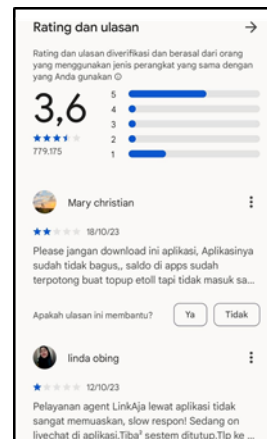 Rating dan ulasan
Rating dan ulasan diverifikasi dan berasal dari orang
yang menggunakan jenis perangkat yang sama dengan
yang Anda gunakan
3,6
779.175
5
4
3
2
1
Mary christian
18/10/23
Please jangan download ini aplikasi, Aplikasinya
sudah tidak bagus,, saldo di apps sudah
terpotong buat topup etoll tapi tidak masuk sa...
Apakah ulasan ini membantu?
Ya
Tidak
linda obing
12/10/23
Pelayanan agent LinkAja lewat aplikasi tidak
sangat memuaskan, slow respon! Sedang on
livechat di aplikasi.Tiba² sestem ditutup.Tlp ke ...